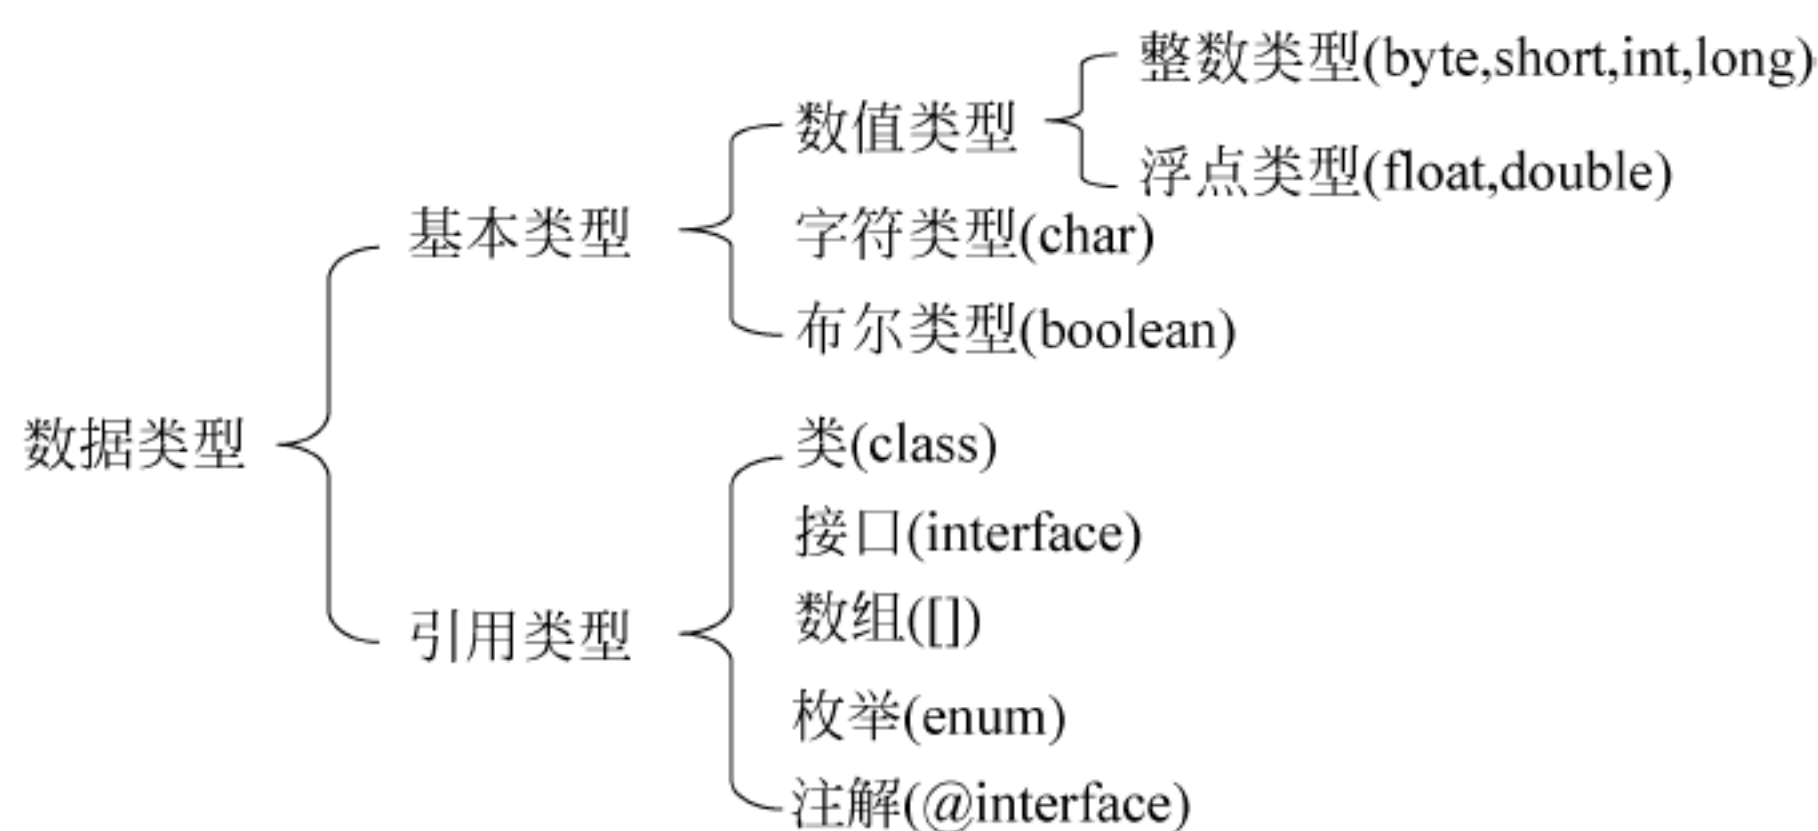 整数类型(byte,short,int,long)
数值类型
浮点类型(float,double)
基本类型
字符类型(char)
布尔类型(boolean)
数据类型
类(class)
接口(interface)
引用类型
数组([])
枚举(enum)
注解(@interface)